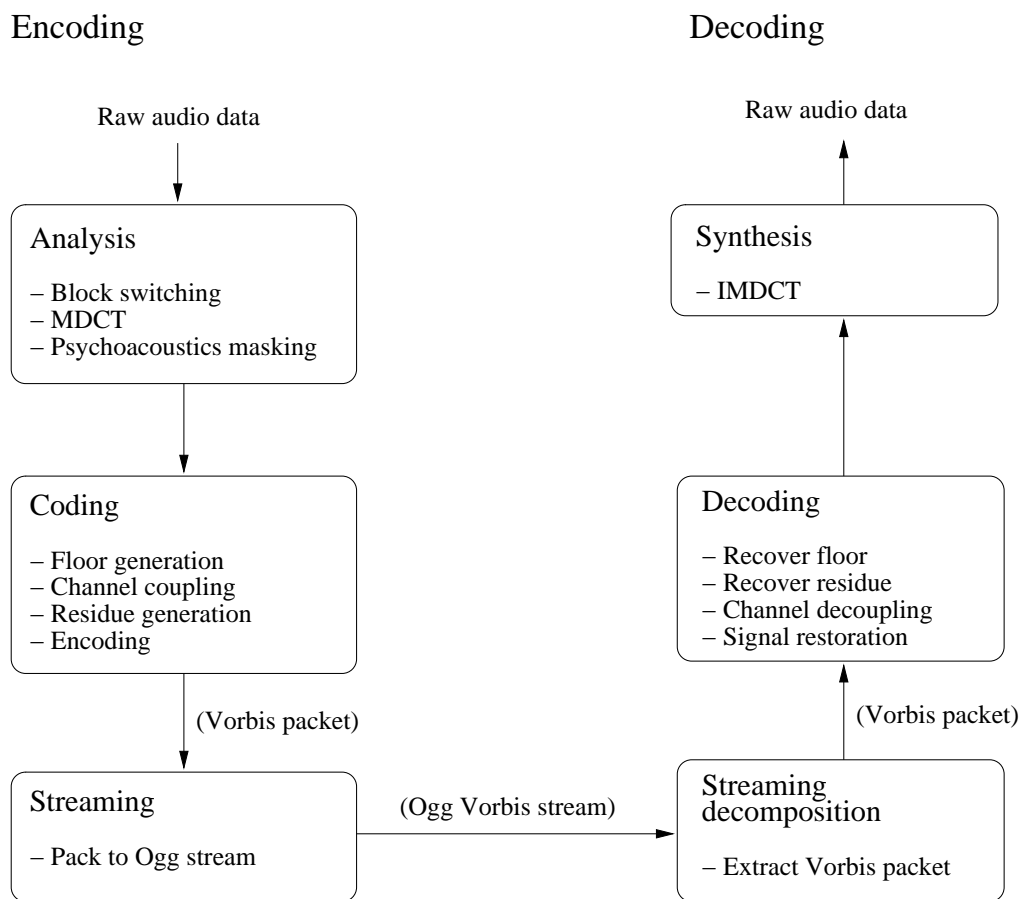 Encoding
Raw audio data
Analysis
– Block switching
– MDCT
– Psychoacoustics masking
Coding
– Floor generation
– Channel coupling
– Residue generation
– Encoding
(Vorbis packet)
Streaming
– Pack to Ogg stream
(Ogg Vorbis stream)
Decoding
Raw audio data
Synthesis
– IMDCT
Decoding
– Recover floor
– Recover residue
– Channel decoupling
– Signal restoration
(Vorbis packet)
Streaming
decomposition
– Extract Vorbis packet